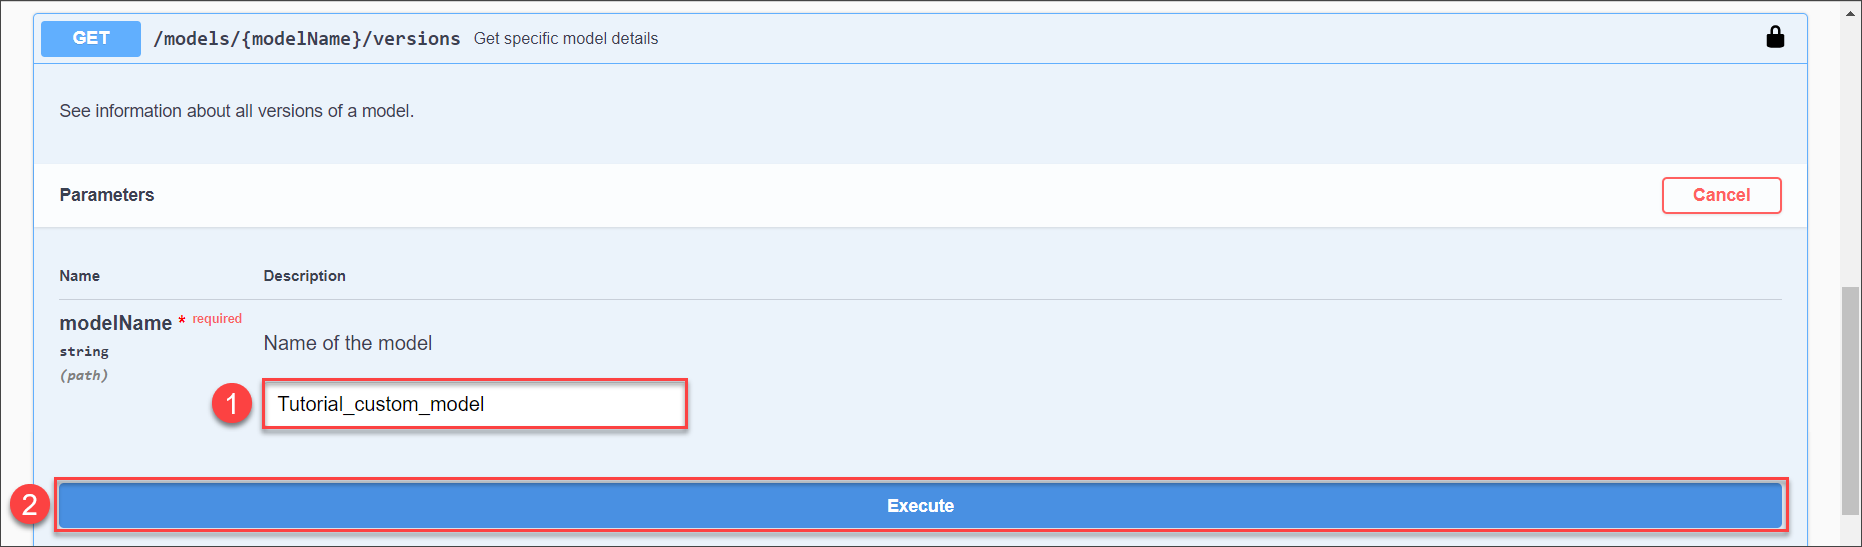 GET /models/{modelName}/versions Get specific model details
See information about all versions of a model.
Parameters Cancel
Name Description
modelName * required
string
(path)
Name of the model
1 Tutorial_custom_model
2 Execute